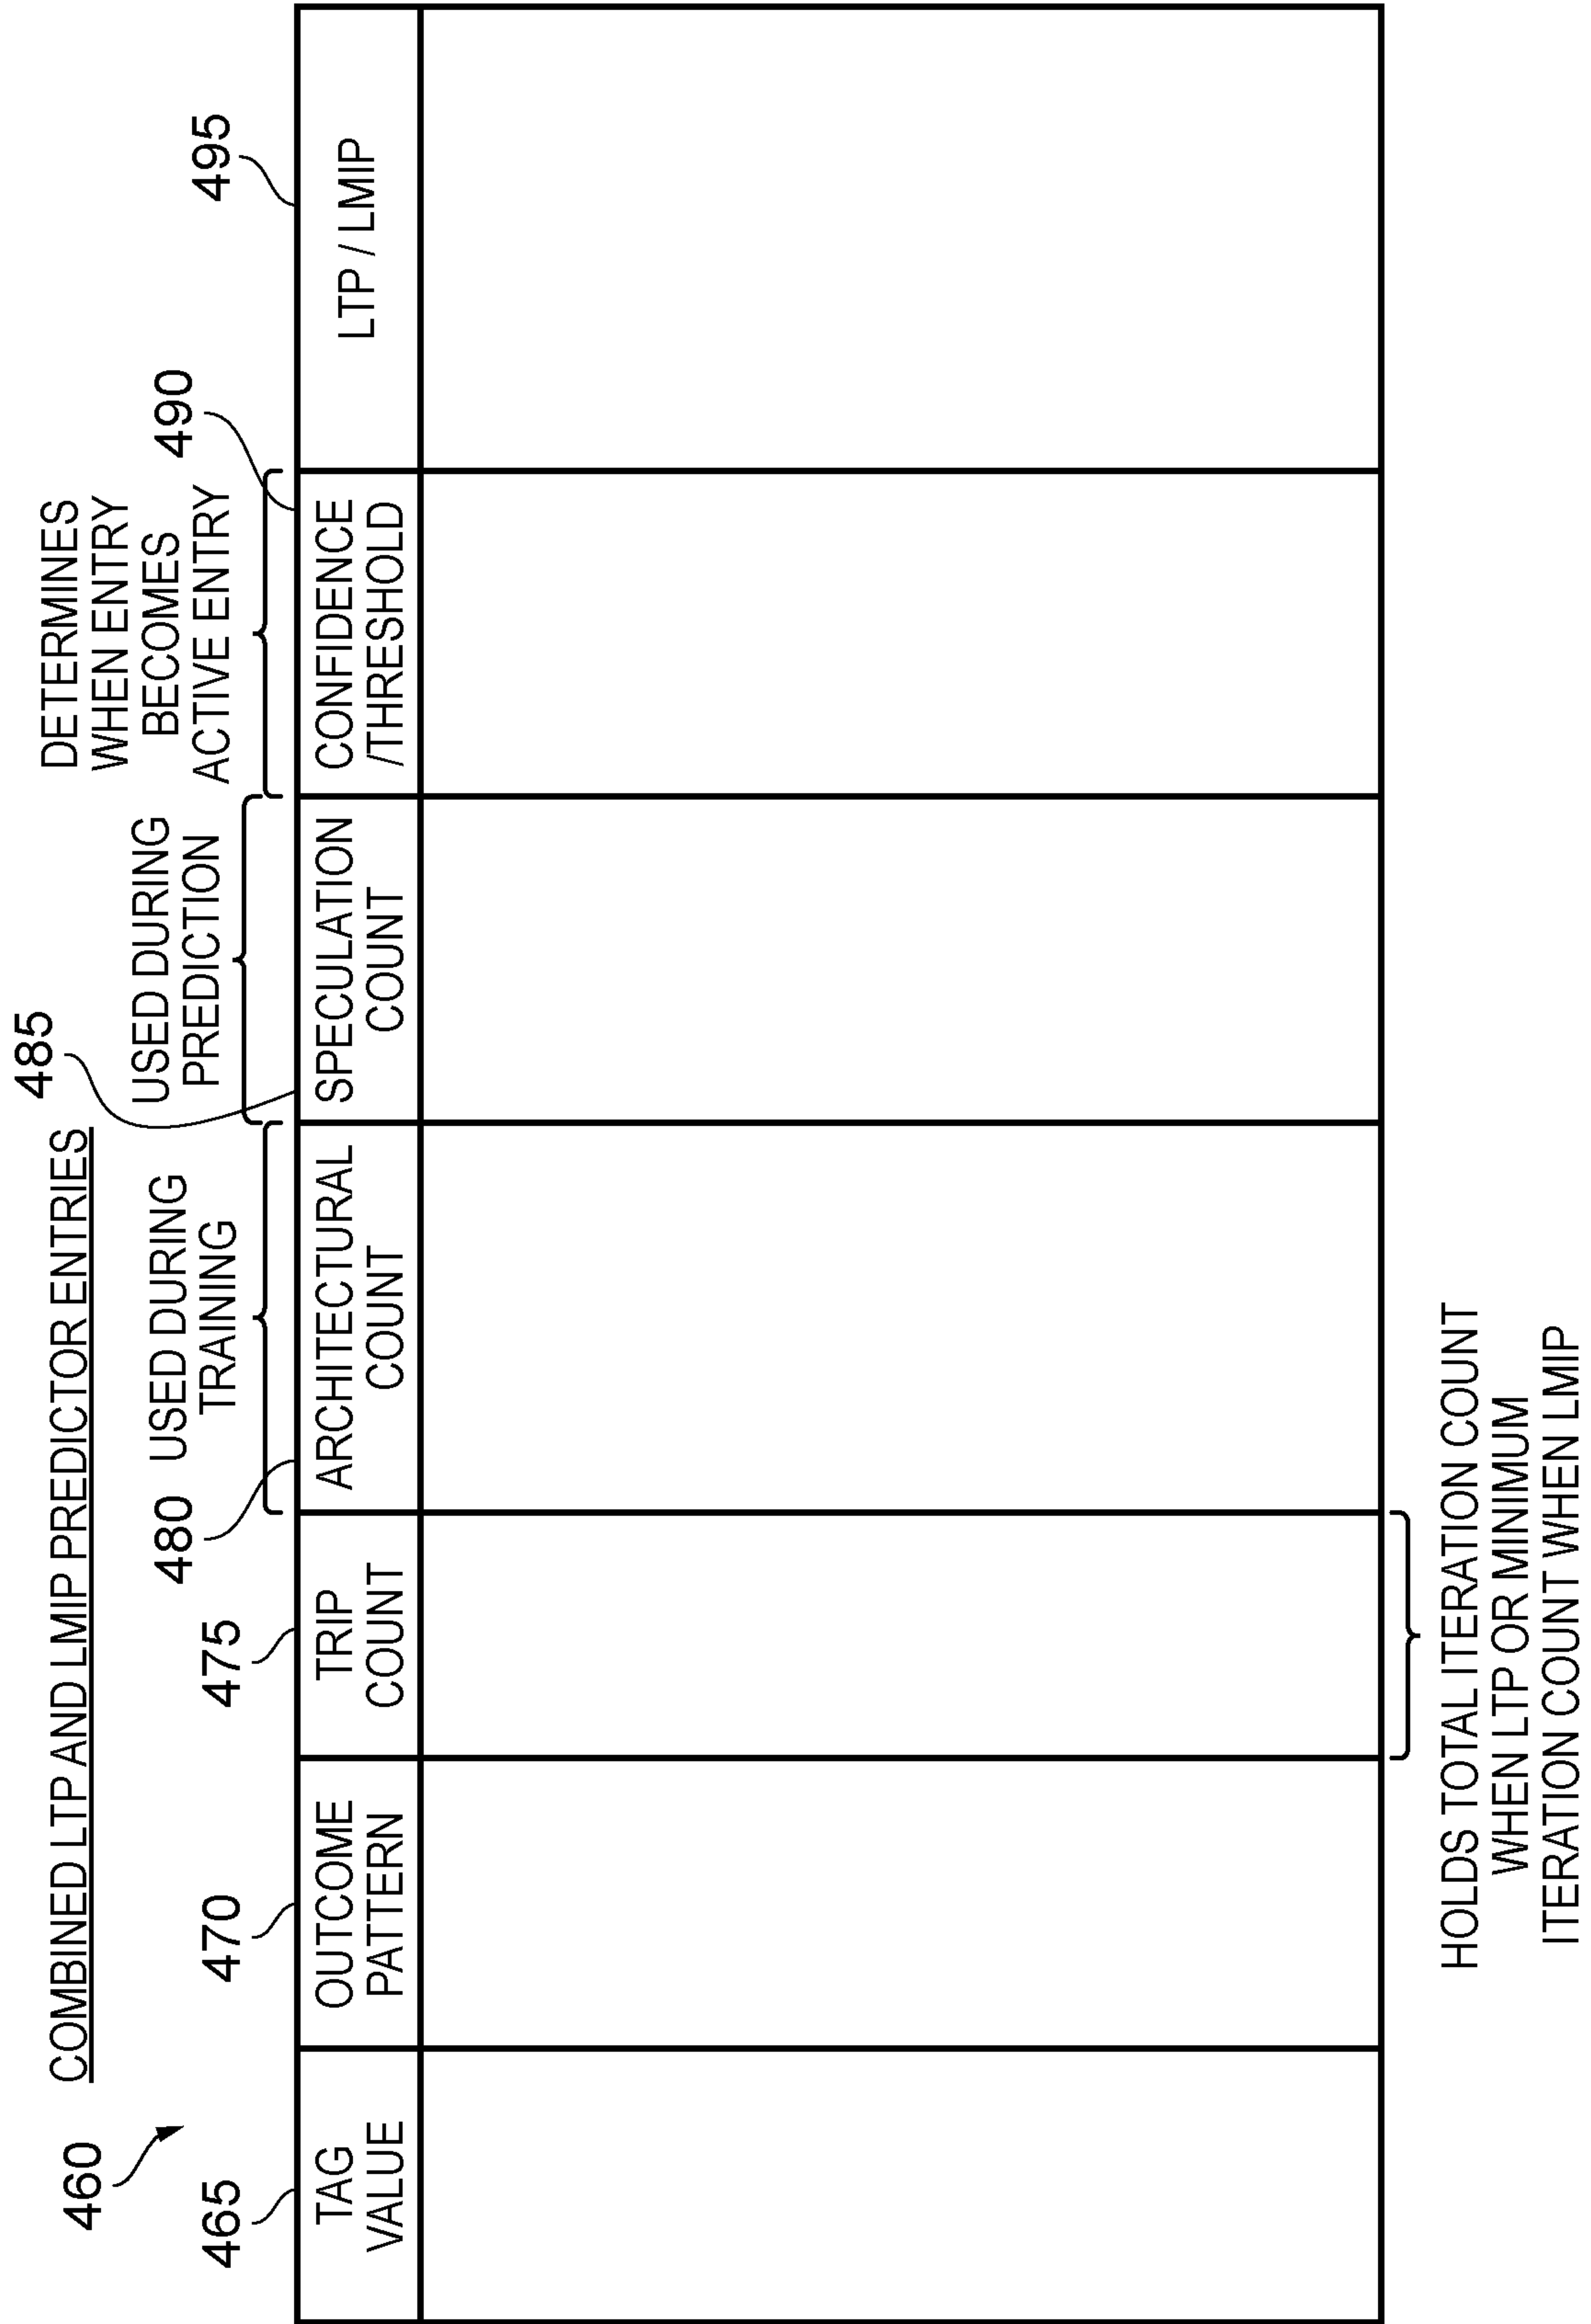 COMBINED LTP AND LMIP PREDICTOR ENTRIES
460
465
470
475
480
485
490
495
USED DURING
TRAINING
USED DURING
PREDICTION
DETERMINES
WHEN ENTRY
BECOMES
ACTIVE ENTRY
TAG
VALUE
OUTCOME
PATTERN
TRIP
COUNT
ARCHITECTURAL
COUNT
SPECULATION
COUNT
CONFIDENCE
/THRESHOLD
LTP / LMIP
HOLDS TOTAL ITERATION COUNT
WHEN LTP OR MINIMUM
ITERATION COUNT WHEN LMIP